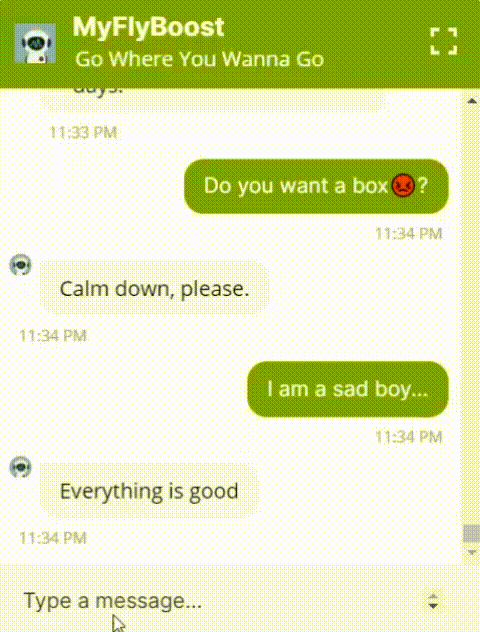 MyFlyBoost
Go Where You Wanna Go
days.
11:33 PM
Do you want a box😡?
11:34 PM
Calm down, please.
11:34 PM
I am a sad boy...
11:34 PM
Everything is good
11:34 PM
Type a message...